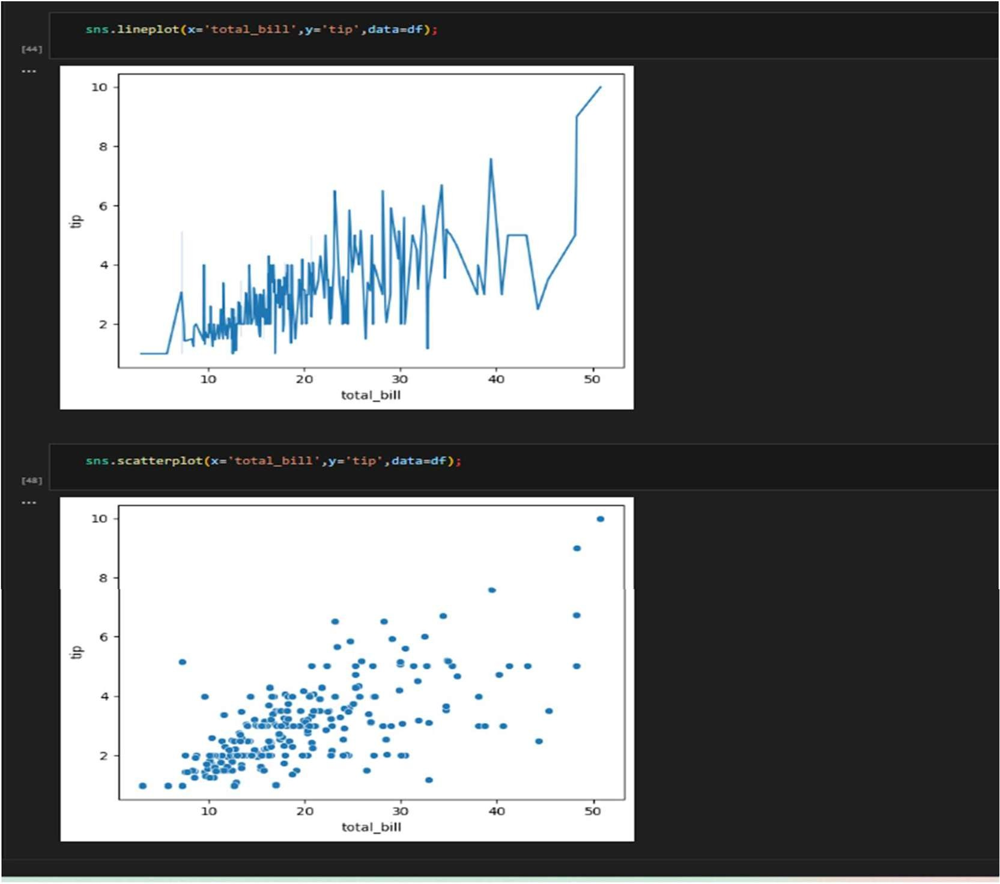 sns.lineplot(x='total_bill',y='tip',data=df);
[44]
...
10
8
6
4
2
tip
10 20 30 40 50
total_bill
sns.scatterplot(x='total_bill',y='tip',data=df);
[48]
...
10
8
6
4
2
tip
10 20 30 40 50
total_bill